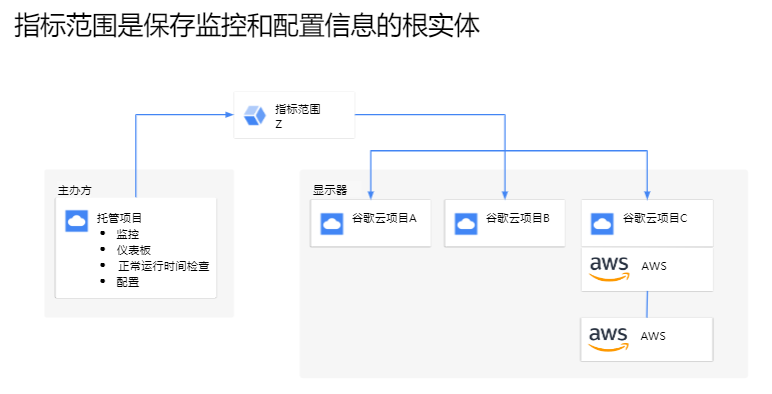 指标范围是保存监控和配置信息的根实体
指标范围
Z
主办方
托管项目
• 监控
• 仪表板
• 正常运行时间检查
• 配置
显示器
谷歌云项目A
谷歌云项目B
谷歌云项目C
aws AWS
aws AWS